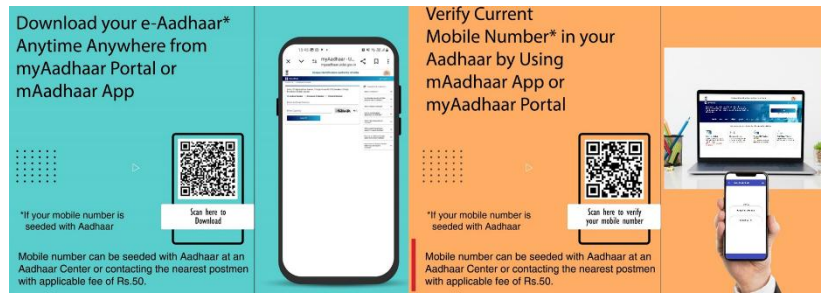 Download your e-Aadhaar*
Anytime Anywhere from
myAadhaar Portal or
mAadhaar App
*If your mobile number is
seeded with Aadhaar
Scan here to
Download
Mobile number can be seeded with Aadhaar at an
Aadhaar Center or contacting the nearest postmen
with applicable fee of Rs.50.
Verify Current
Mobile Number* in your
Aadhaar by Using
mAadhaar App or
myAadhaar Portal
*If your mobile number is
seeded with Aadhaar
Scan here to verify
your mobile number
Mobile number can be seeded with Aadhaar at an
Aadhaar Center or contacting the nearest postmen
with applicable fee of Rs.50.